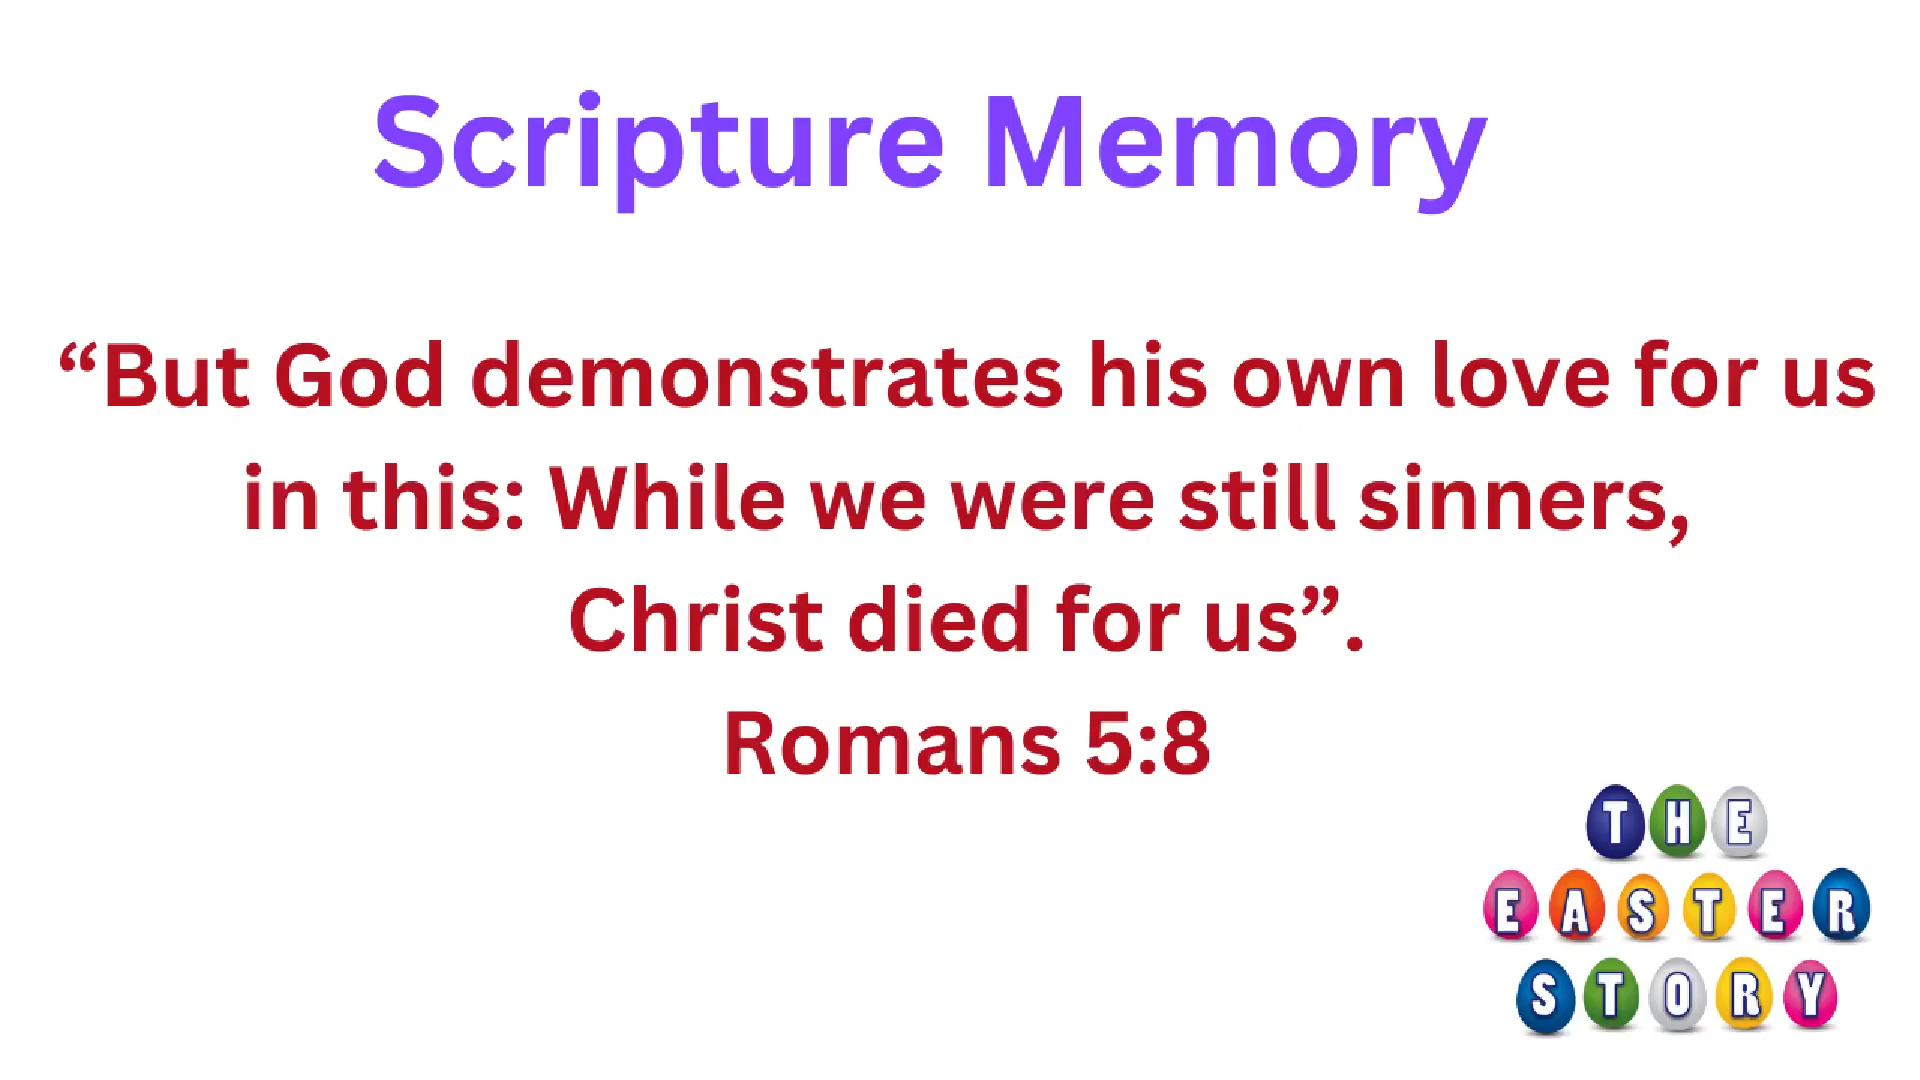 Scripture Memory
“But God demonstrates his own love for us
in this: While we were still sinners,
Christ died for us”.
Romans 5:8
THE
EASTER
STORY